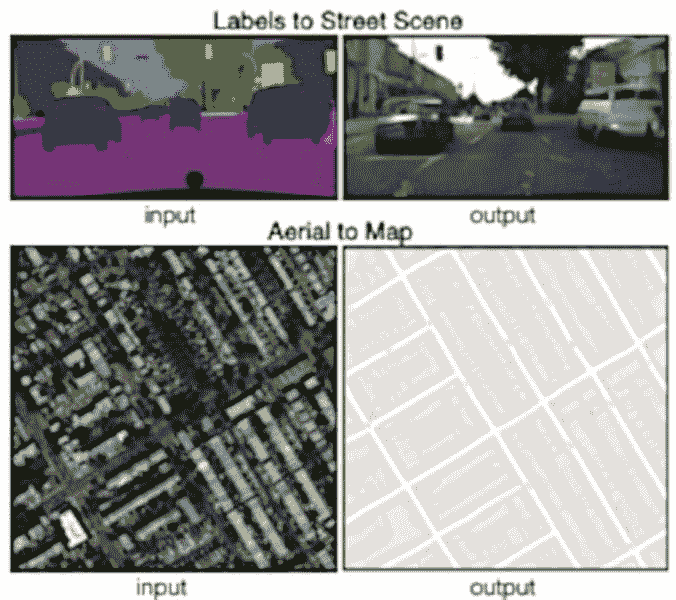 Labels to Street Scene
input
output
Aerial to Map
input
output